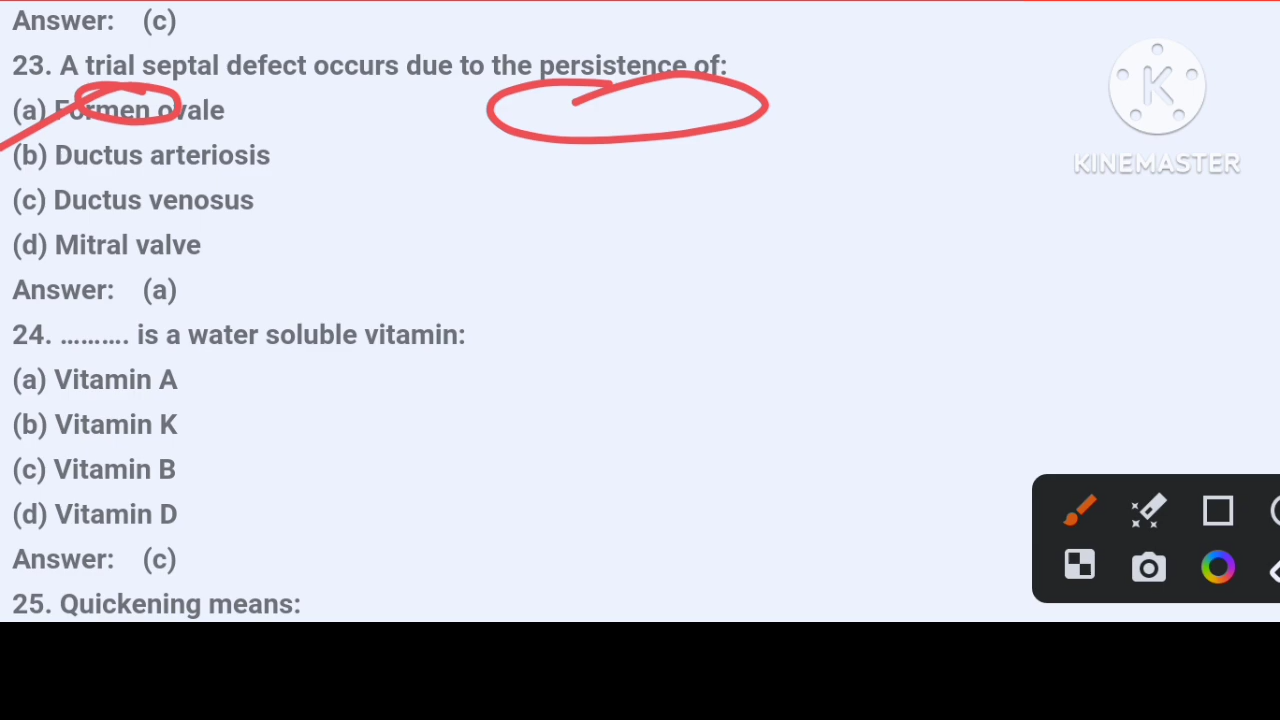 Answer: (c)
23. A trial septal defect occurs due to the persistence of:
(a) Formen ovale
(b) Ductus arteriosis
(c) Ductus venosus
(d) Mitral valve
Answer: (a)
24. .......... is a water soluble vitamin:
(a) Vitamin A
(b) Vitamin K
(c) Vitamin B
(d) Vitamin D
Answer: (c)
25. Quickening means:
K
KINEMASTER